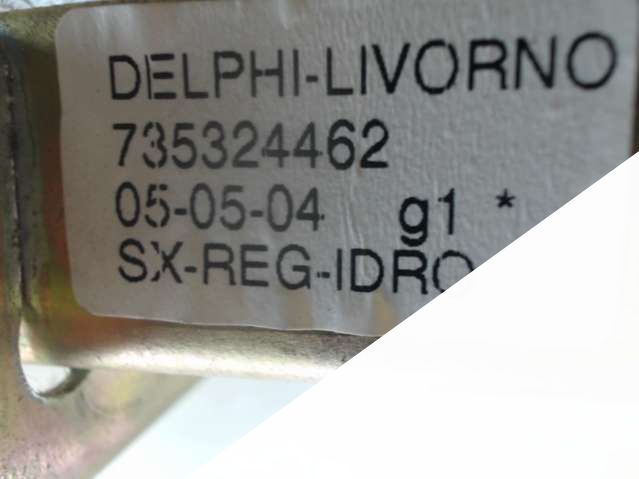 DELPHI-LIVORNO
735324462
05-05-04 g1 *
SX-REG-IDRO